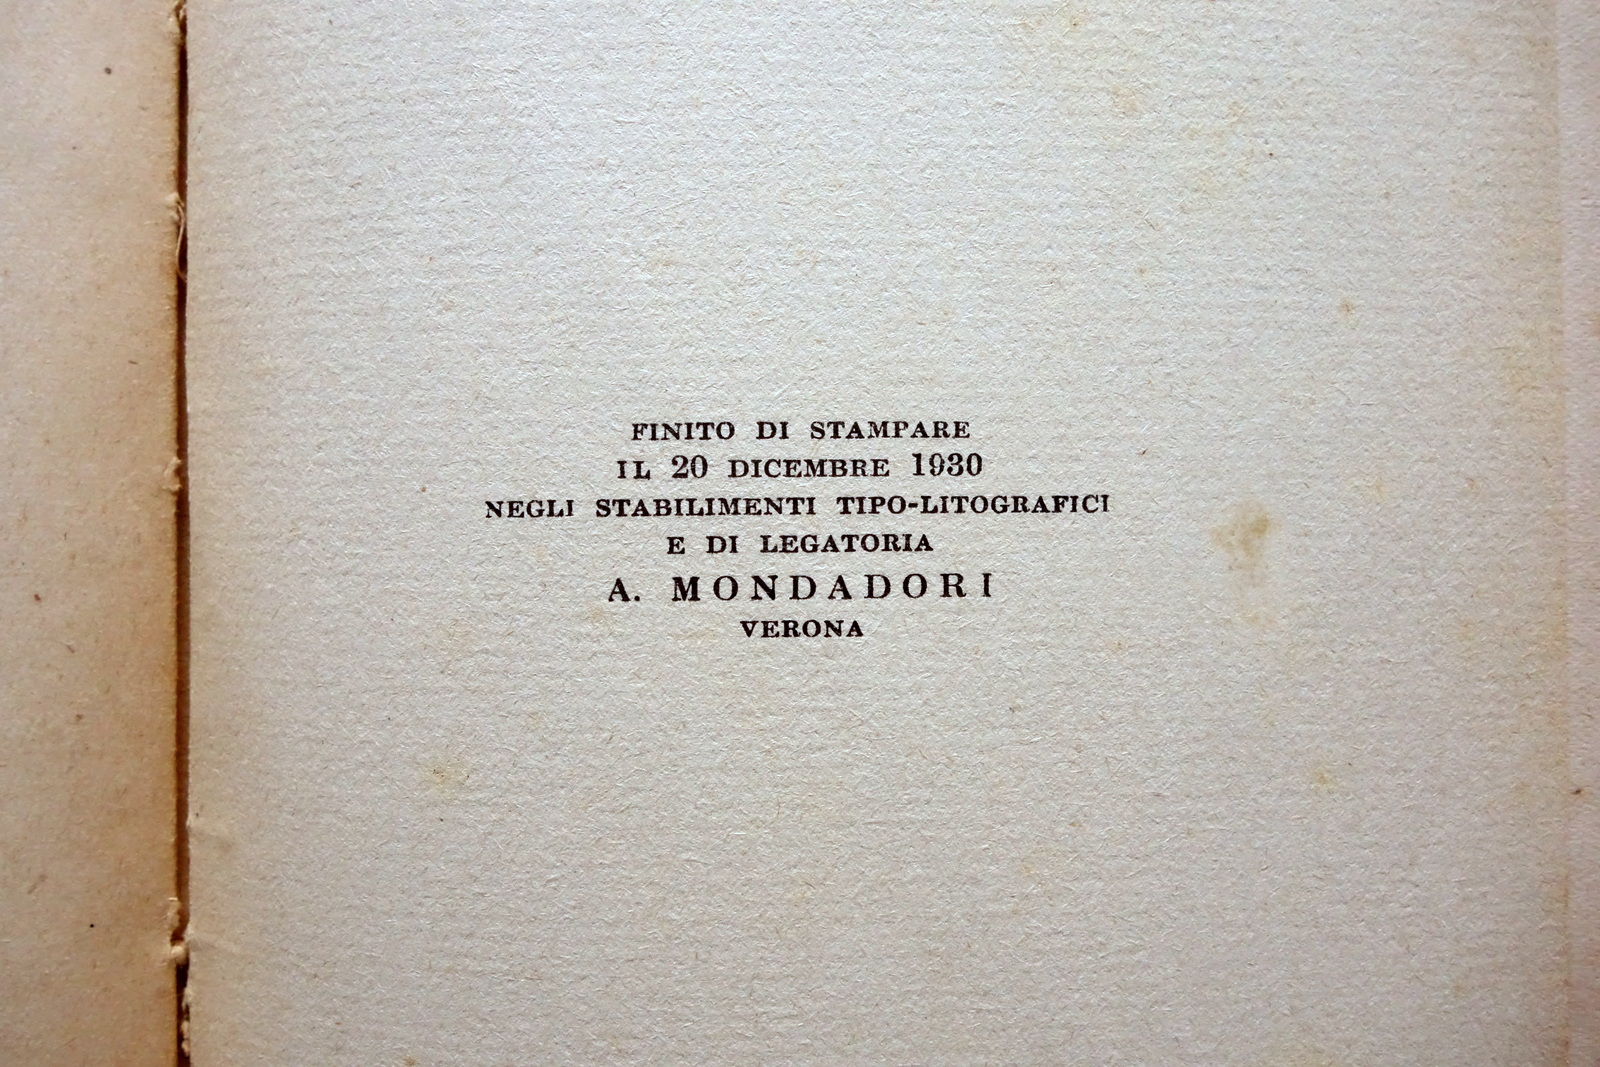 FINITO DI STAMPARE
IL 20 DICEMBRE 1930
NEGLI STABILIMENTI TIPO-LITOGRAFICI
E DI LEGATORIA
A. MONDADORI
VERONA